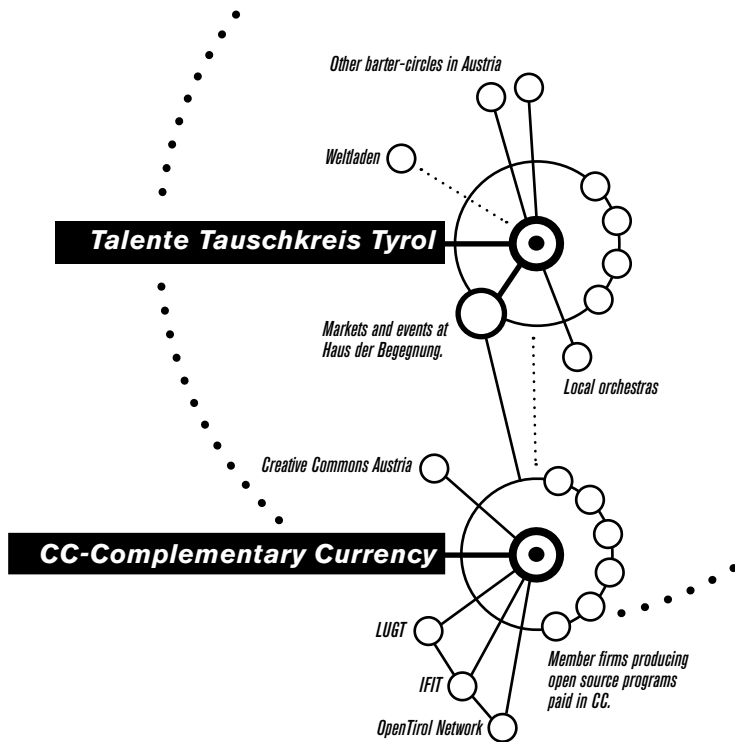 Other barter-circles in Austria
Weltladen
Talente Tauschkreis Tyrol
Markets and events at
Haus der Begegnung.
Local orchestras
Creative Commons Austria
CC-Complementary Currency
LUGT
Member firms producing
open source programs
paid in CC.
IFIT
OpenTirol Network